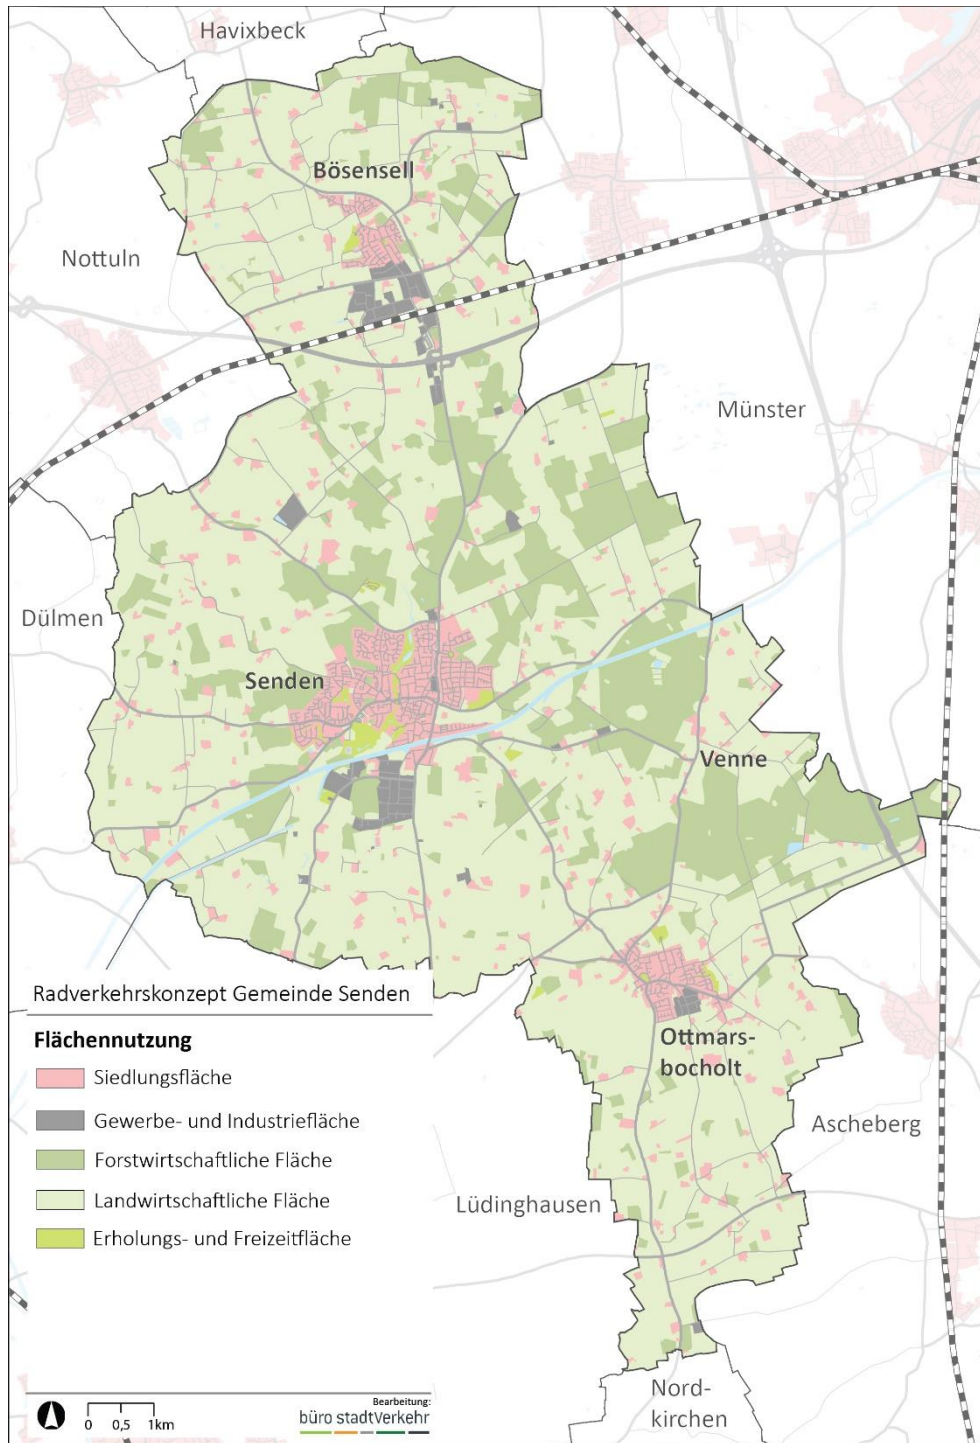 Havixbeck
Bösensell
Nottuln
Münster
Dülmen
Senden
Venne
Radverkehrskonzept Gemeinde Senden
Flächennutzung
Siedlungsfläche
Gewerbe- und Industriefläche
Forstwirtschaftliche Fläche
Landwirtschaftliche Fläche
Erholungs- und Freizeitfläche
Ottmars-
bocholt
Ascheberg
Lüdinghausen
Nord-
kirchen
0 0,5 1km
Bearbeitung:
büro stadtVerkehr